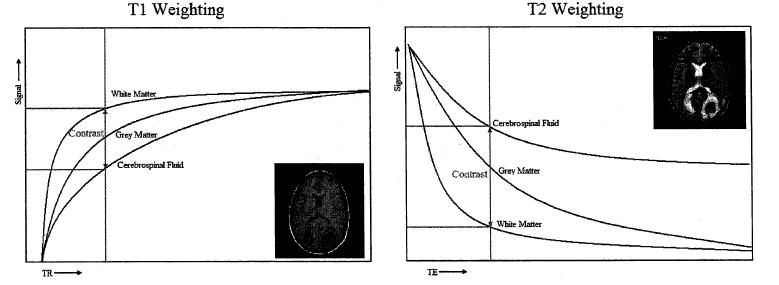 T1 Weighting
Signal
White Matter
Contrast
Grey Matter
Cerebrospinal Fluid
TR
T2 Weighting
Signal
Cerebrospinal Fluid
Grey Matter
Contrast
White Matter
TE